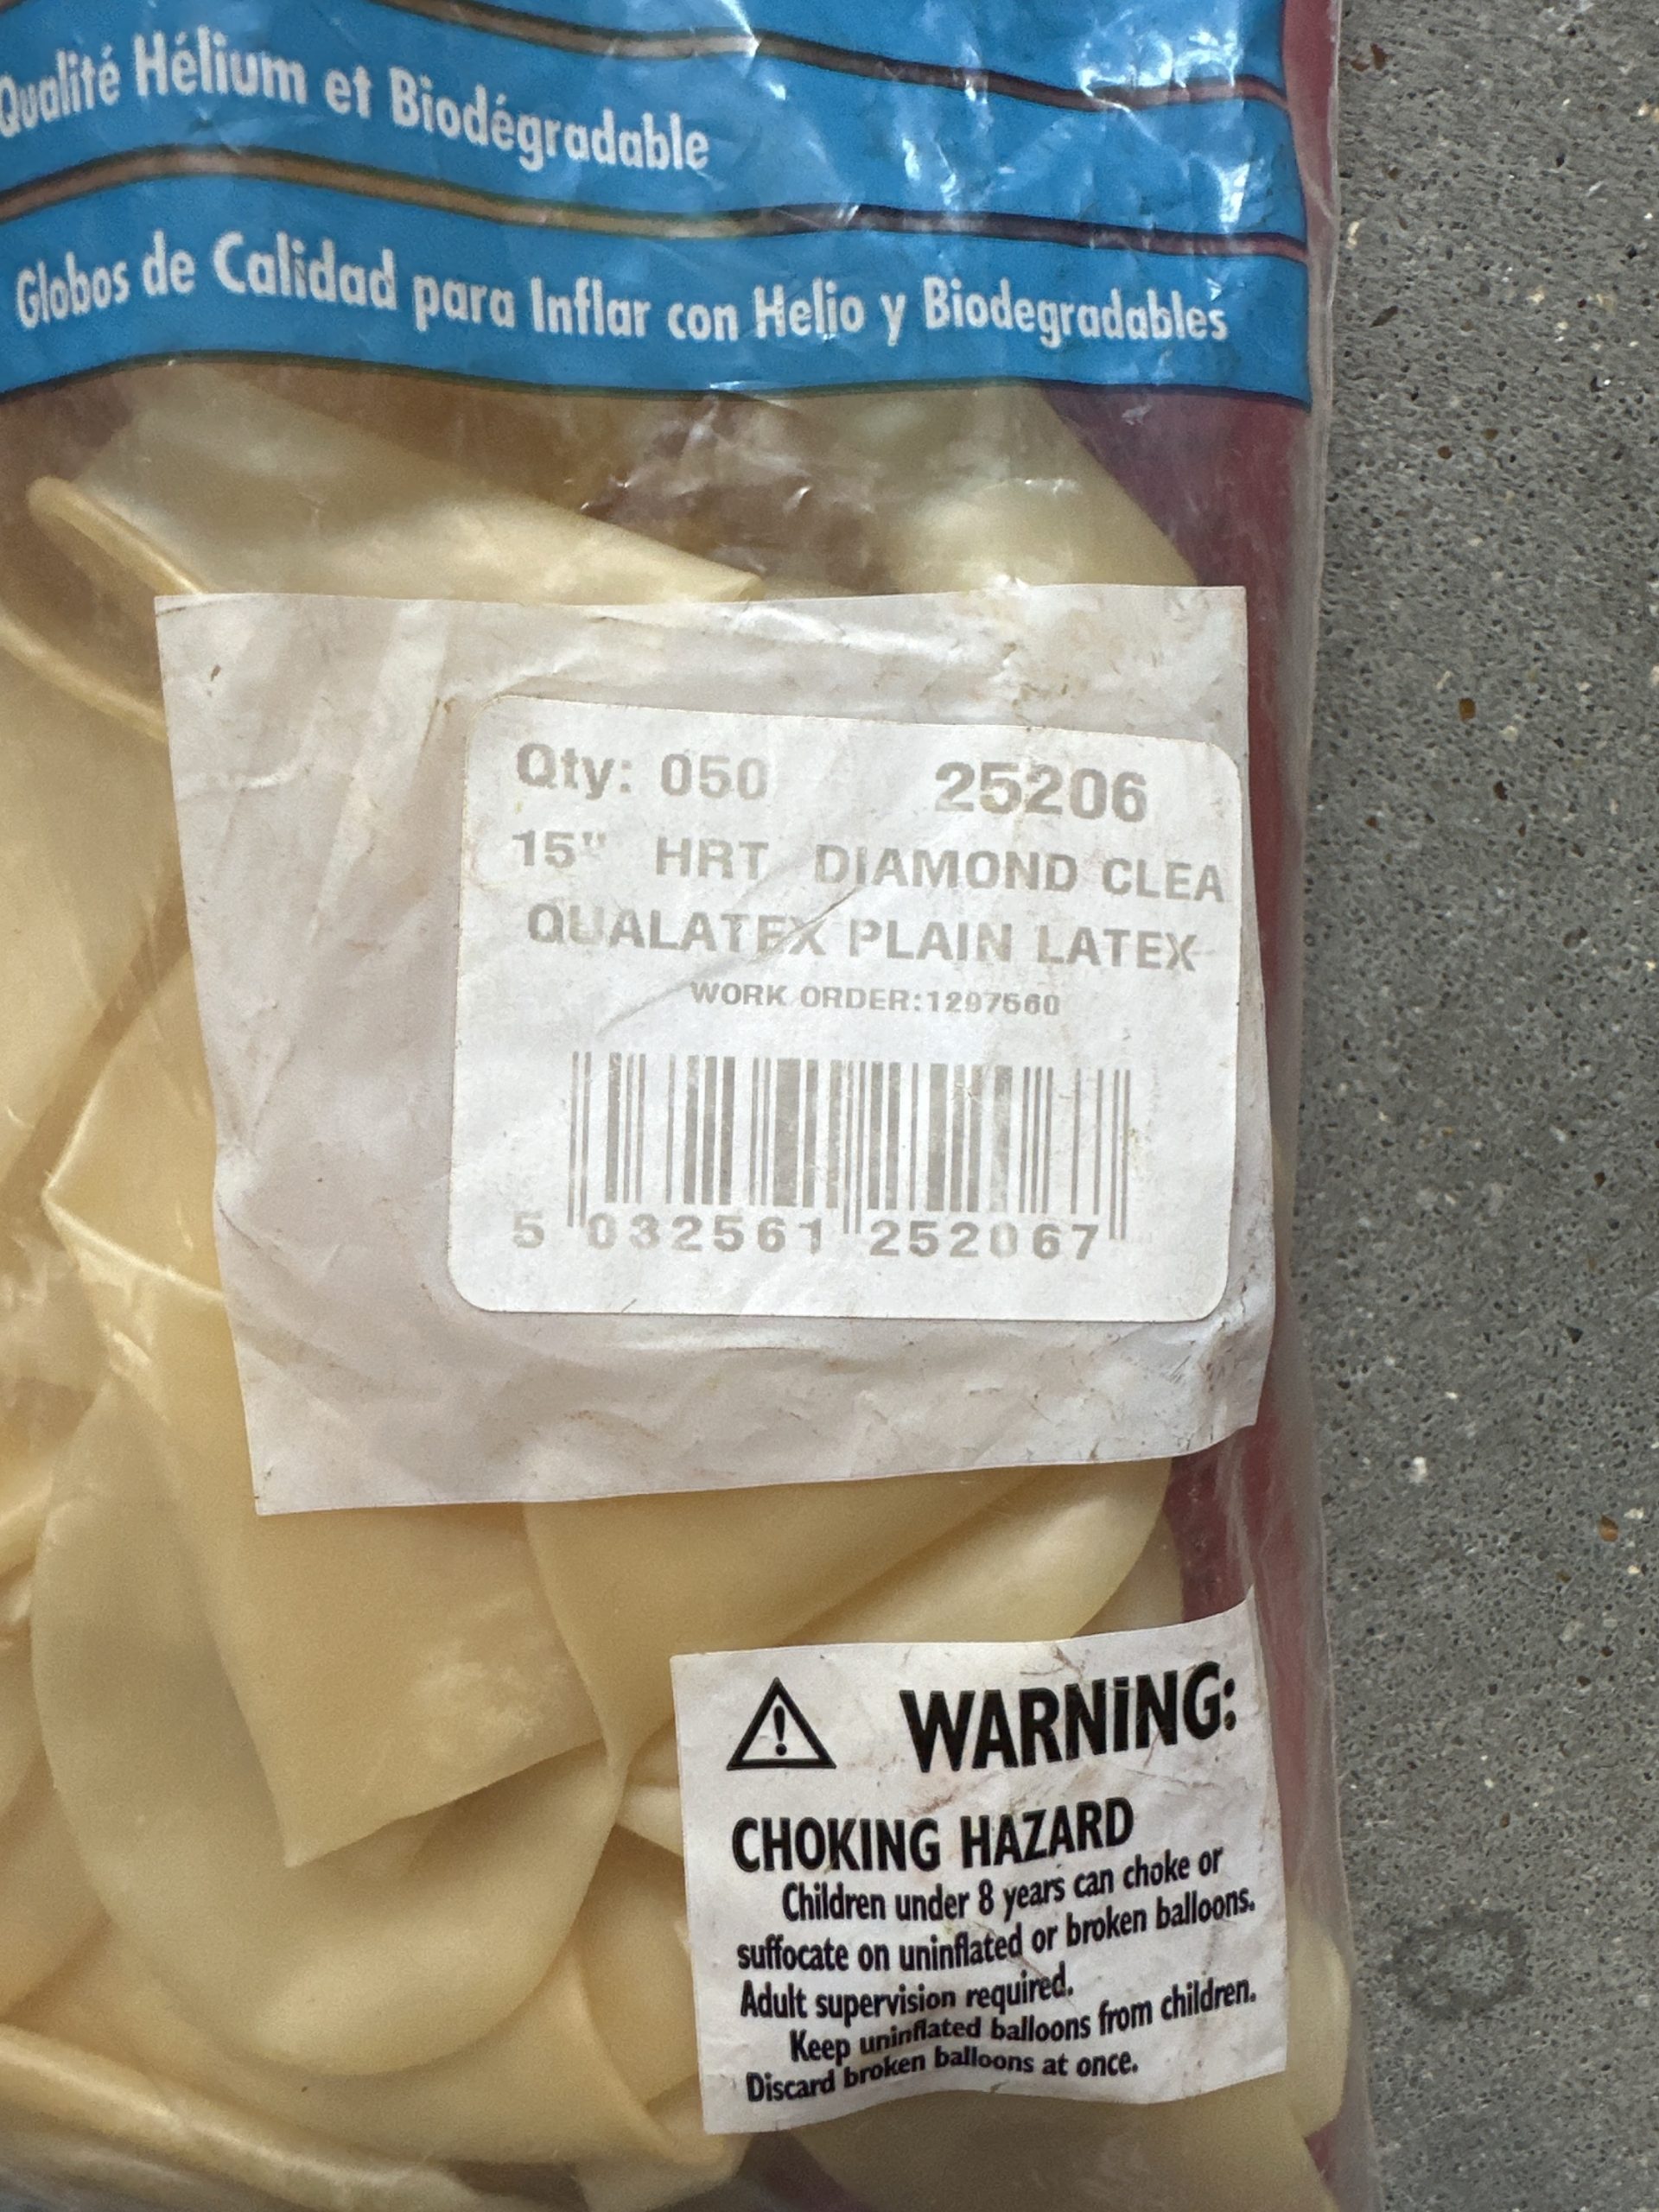 Qualité Hélium et Biodégradable
Globos de Calidad para Inflar con Helio y Biodegradables
Qty: 050 25206
15" HRT DIAMOND CLEA
QUALATEX PLAIN LATEX
WORK ORDER:1297560
5 032561 252067
WARNING:
CHOKING HAZARD
Children under 8 years can choke or
suffocate on uninflated or broken balloons.
Adult supervision required.
Keep uninflated balloons from children.
Discard broken balloons at once.